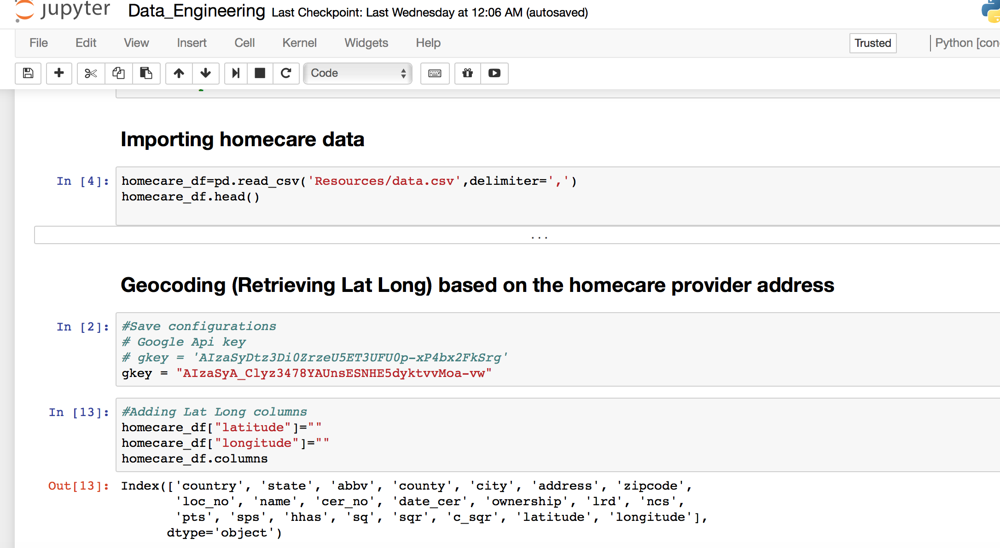 jupyter Data_Engineering Last Checkpoint: Last Wednesday at 12:06 AM (autosaved)
File Edit View Insert Cell Kernel Widgets Help Trusted Python [con
Code
Importing homecare data
In [4]: homecare_df=pd.read_csv('Resources/data.csv',delimiter=',')
homecare_df.head()
...
Geocoding (Retrieving Lat Long) based on the homecare provider address
In [2]: #Save configurations
# Google Api key
# gkey = 'AIzaSyDtz3Di0ZrzeU5ET3UFU0p-xP4bx2FkSrg'
gkey = "AIzaSyA_Clyz3478YAUnsESNHE5dyktvvMoa-vw"
In [13]: #Adding Lat Long columns
homecare_df["latitude"]=""
homecare_df["longitude"]=""
homecare_df.columns
Out[13]: Index(['country', 'state', 'abbv', 'county', 'city', 'address', 'zipcode',
'loc_no', 'name', 'cer_no', 'date_cer', 'ownership', 'lrd', 'ncs',
'pts', 'sps', 'hhas', 'sq', 'sqr', 'c_sqr', 'latitude', 'longitude'],
dtype='object')